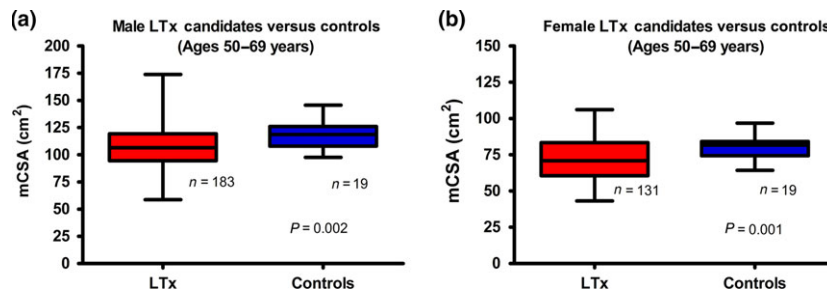 (a)
Male LTx candidates versus controls
(Ages 50–69 years)
mCSA (cm²)
200
175
150
125
100
75
50
25
0
n = 183
n = 19
P = 0.002
LTx
Controls
(b)
Female LTx candidates versus controls
(Ages 50–69 years)
mCSA (cm²)
150
125
100
75
50
25
0
n = 131
n = 19
P = 0.001
LTx
Controls